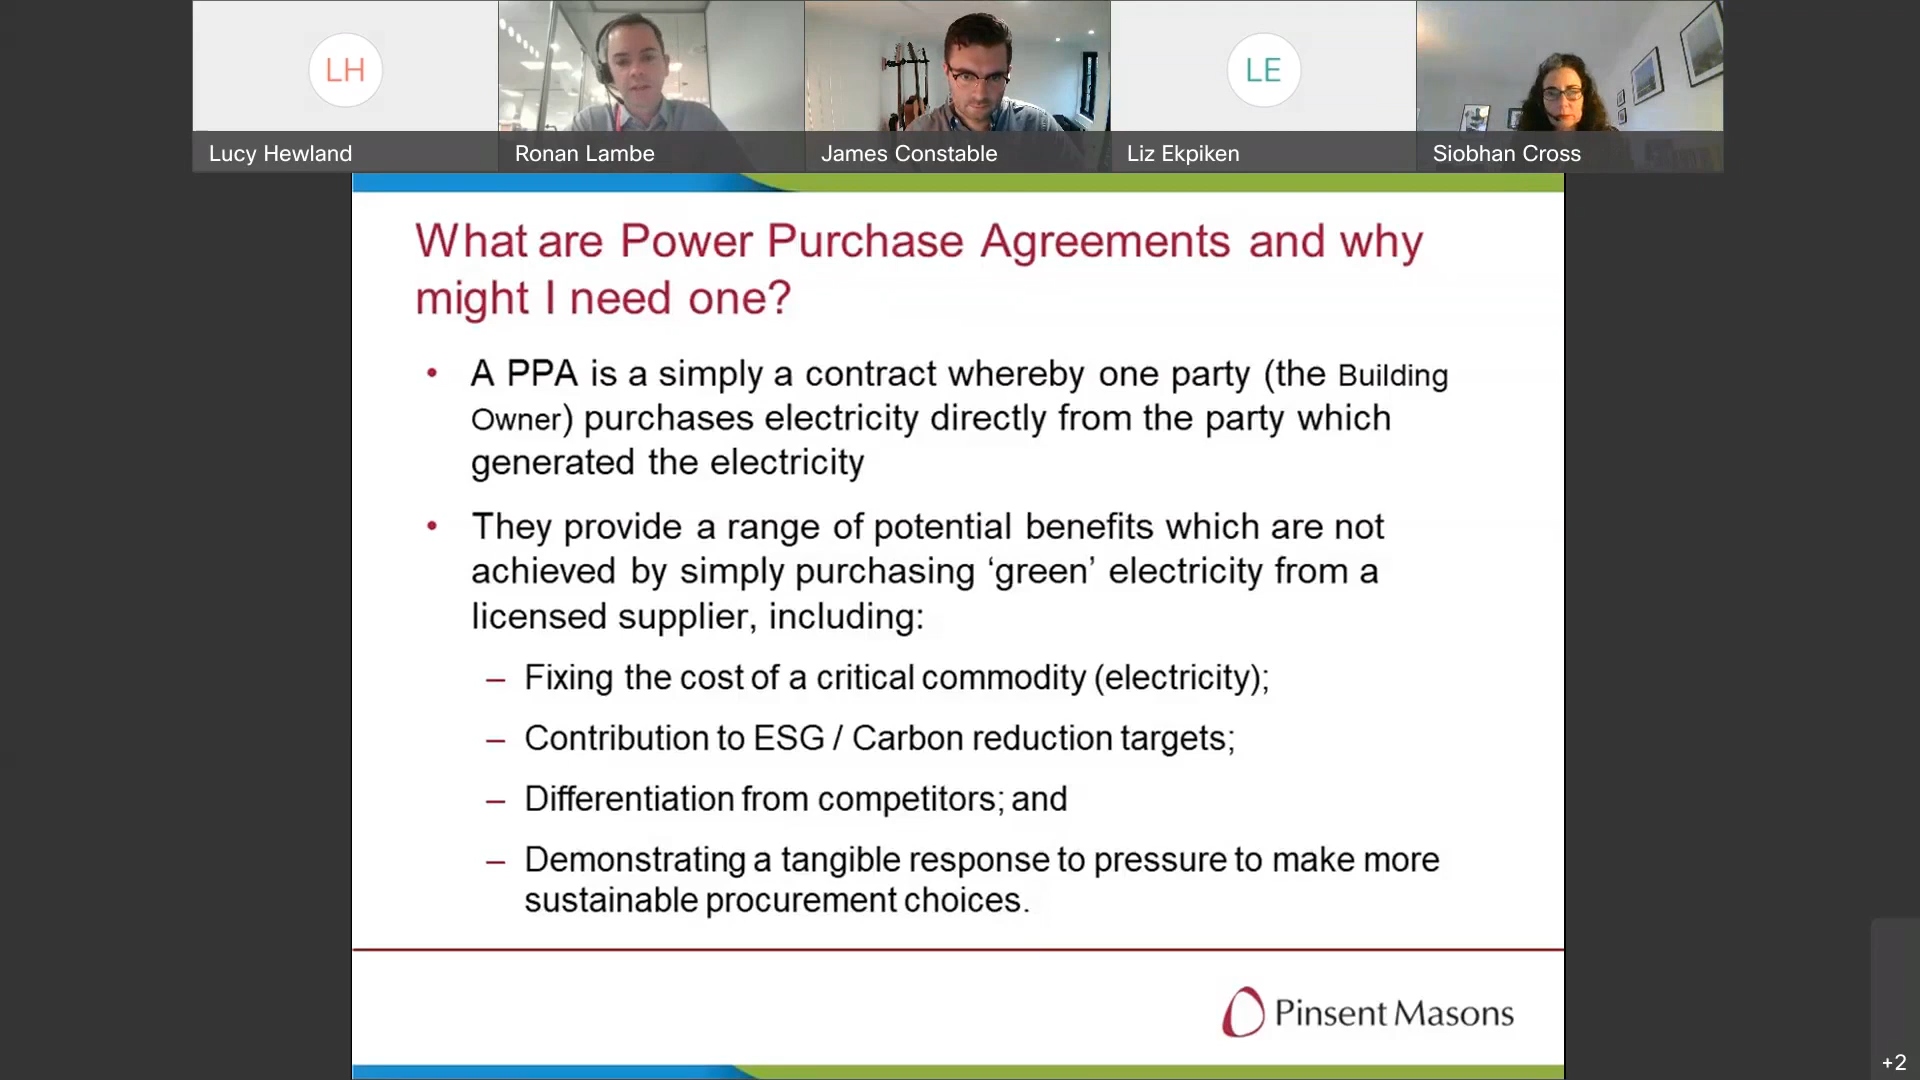 LH
LE
Lucy Hewland
Ronan Lambe
James Constable
Liz Ekpiken
Siobhan Cross
What are Power Purchase Agreements and why
might I need one?
• A PPA is a simply a contract whereby one party (the Building
Owner) purchases electricity directly from the party which
generated the electricity
• They provide a range of potential benefits which are not
achieved by simply purchasing ‘green’ electricity from a
licensed supplier, including:
– Fixing the cost of a critical commodity (electricity);
– Contribution to ESG / Carbon reduction targets;
– Differentiation from competitors; and
– Demonstrating a tangible response to pressure to make more
sustainable procurement choices.
Pinsent Masons
+2